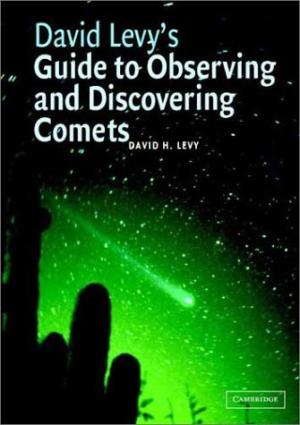 David Levy's
Guide to Observing
and Discovering
Comets
DAVID H. LEVY
CAMBRIDGE